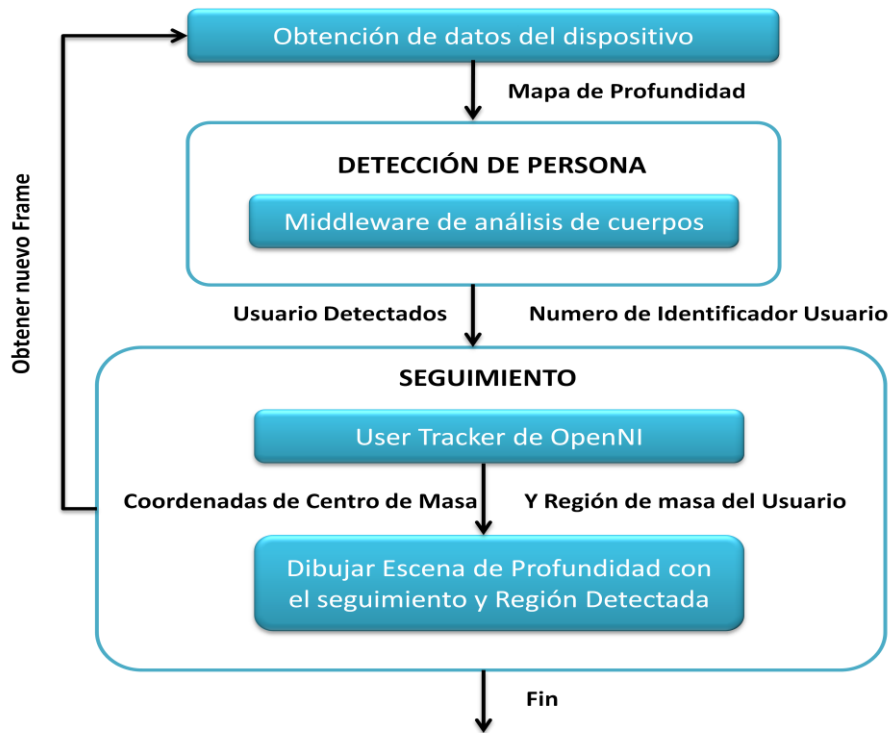 Obtención de datos del dispositivo
Mapa de Profundidad
DETECCIÓN DE PERSONA
Middleware de análisis de cuerpos
Usuario Detectados
Numero de Identificador Usuario
Obtener nuevo Frame
SEGUIMIENTO
User Tracker de OpenNI
Coordenadas de Centro de Masa
Y Región de masa del Usuario
Dibujar Escena de Profundidad con
el seguimiento y Región Detectada
Fin